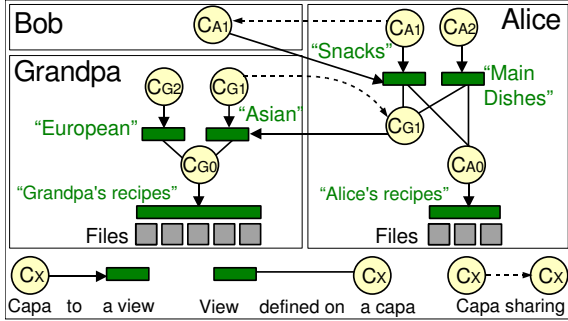 Bob
CA1
CA1
CA2
Alice
"Snacks"
"Main
Dishes"
Grandpa
CG2
CG1
CG1
"European"
"Asian"
CG0
CA0
"Grandpa's recipes"
"Alice's recipes"
Files
Files
CX
CX
CX
CX
Capa to a view
View defined on a capa
Capa sharing